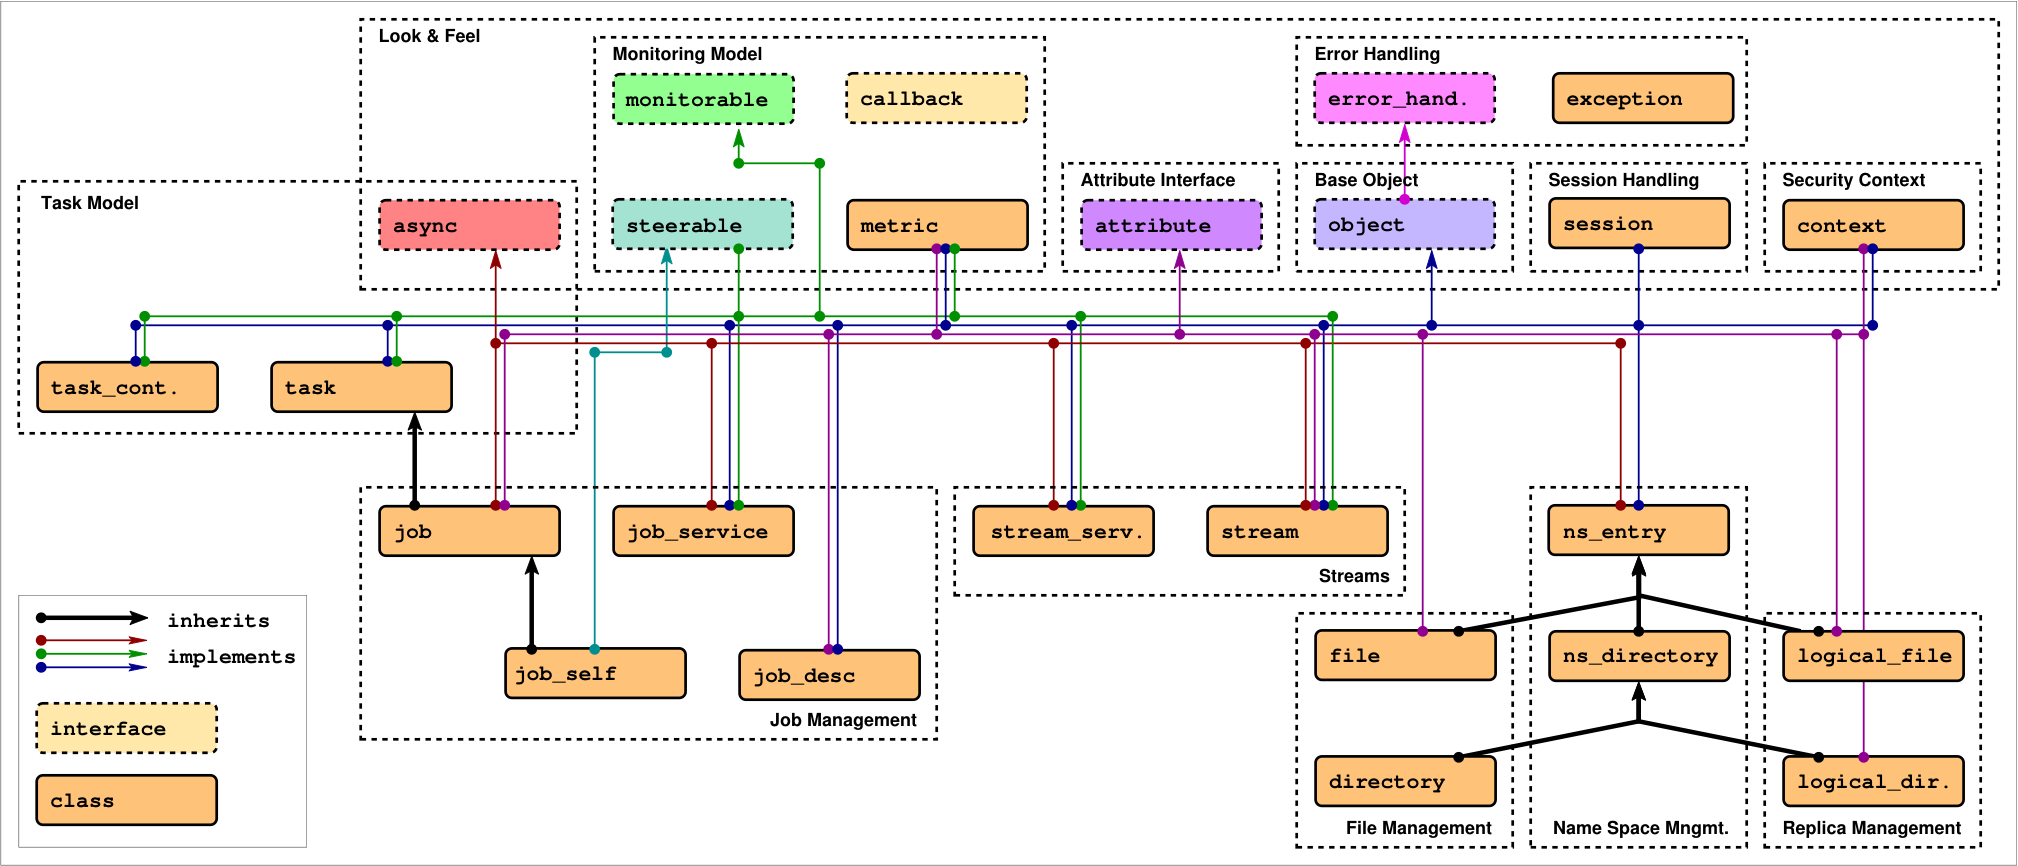 Look & Feel
Monitoring Model
Error Handling
monitorable
callback
error_hand.
exception
Task Model
Attribute Interface
Base Object
Session Handling
Security Context
async
steerable
metric
attribute
object
session
context
task_cont.
task
job
job_service
stream_serv.
stream
ns_entry
Streams
inherits
implements
job_self
job_desc
file
ns_directory
logical_file
Job Management
interface
class
directory
logical_dir.
File Management
Name Space Mngmt.
Replica Management